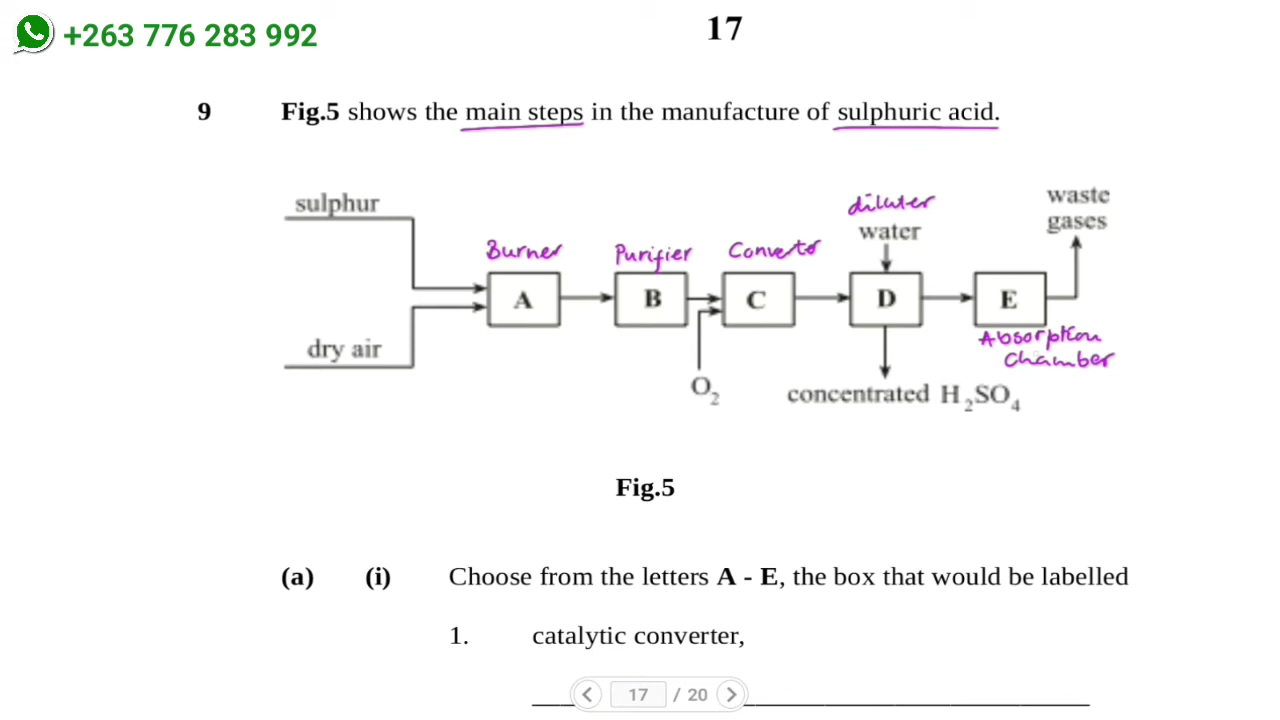 +263 776 283 992
17
9 Fig.5 shows the main steps in the manufacture of sulphuric acid.
sulphur
dry air
Burner
A
Purifier
B
O2
Converter
C
diluter
water
D
concentrated H2SO4
waste
gases
E
Absorption
chamber
Fig.5
(a) (i) Choose from the letters A - E, the box that would be labelled
1. catalytic converter,
17 / 20